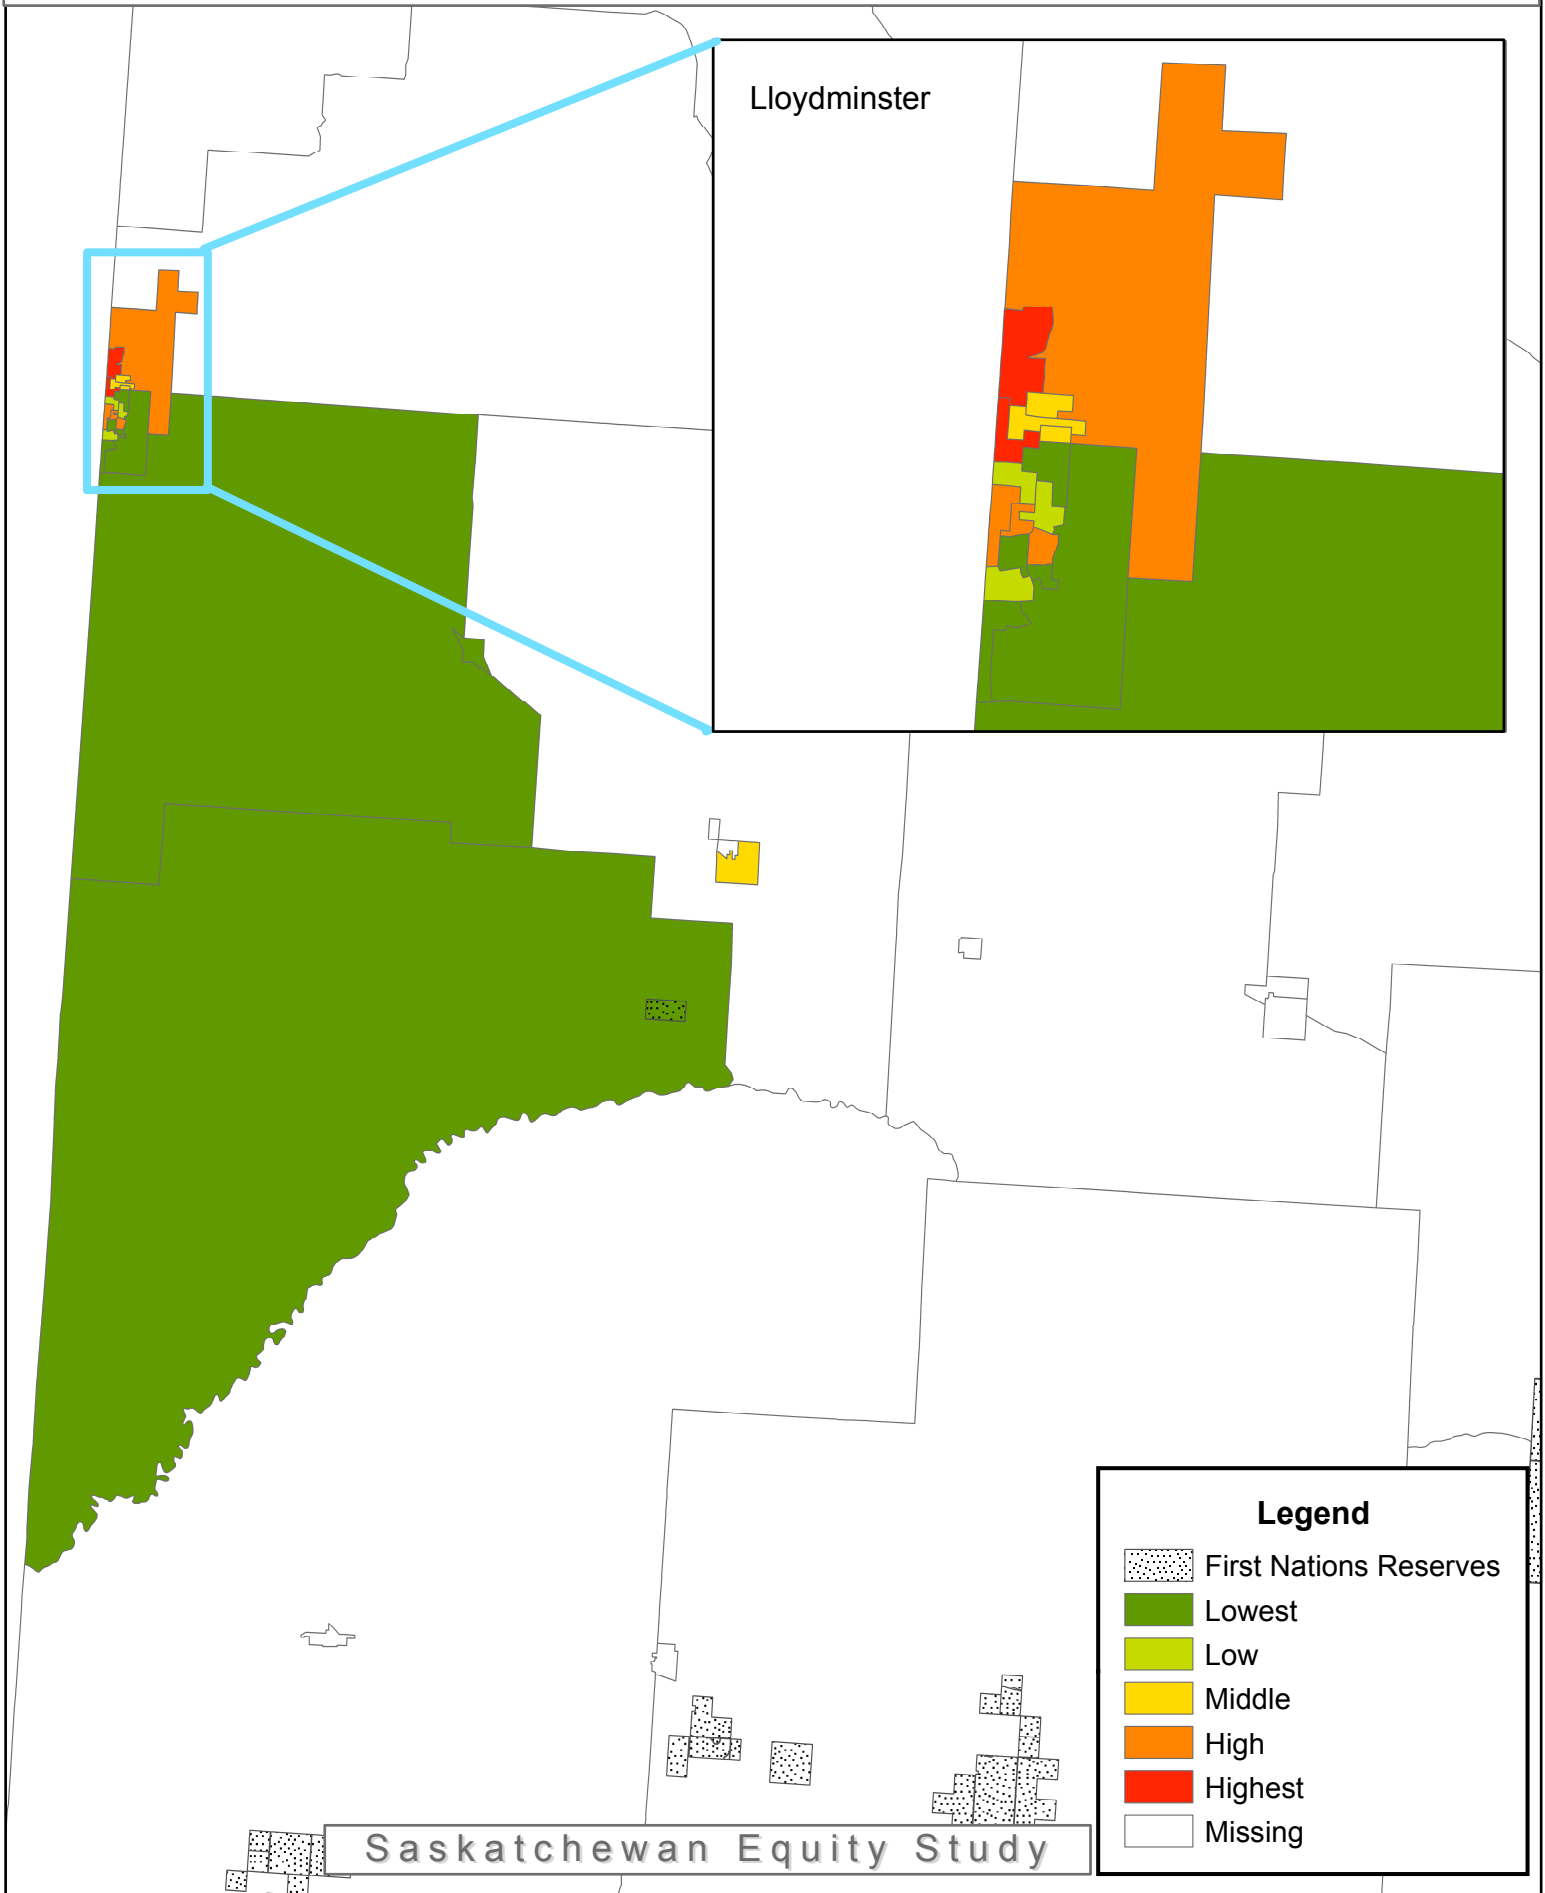 Lloydminster
Legend
First Nations Reserves
Lowest
Low
Middle
High
Highest
Missing
Saskatchewan Equity Study